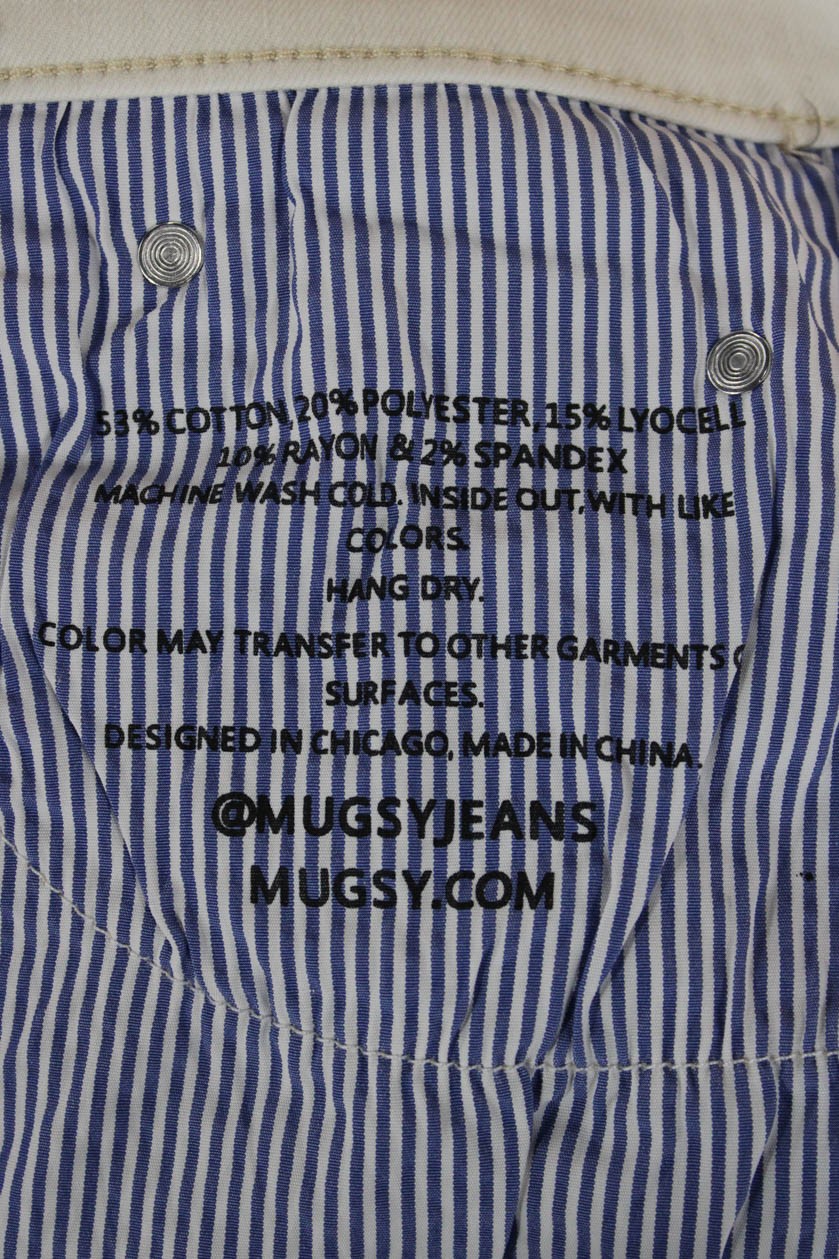 53% COTTON, 20% POLYESTER, 15% LYOCELL
10% RAYON & 2% SPANDEX
MACHINE WASH COLD. INSIDE OUT, WITH LIKE
COLORS.
HANG DRY.
COLOR MAY TRANSFER TO OTHER GARMENTS
SURFACES.
DESIGNED IN CHICAGO, MADE IN CHINA.
@MUGSYJEANS
MUGSY.COM